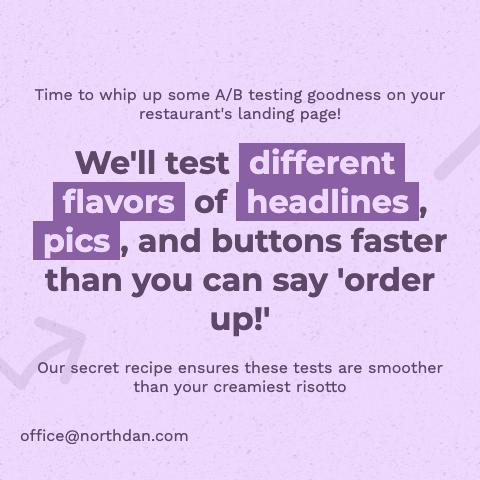 Time to whip up some A/B testing goodness on your
restaurant's landing page!
We'll test different
flavors of headlines,
pics, and buttons faster
than you can say 'order
up!'
Our secret recipe ensures these tests are smoother
than your creamiest risotto
office@northdan.com